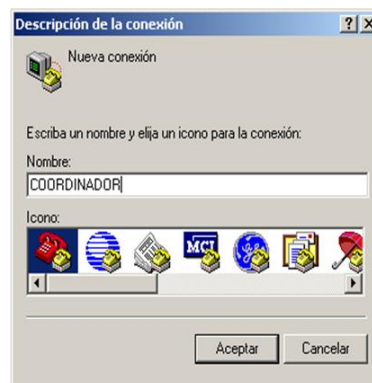 Descripción de la conexión
Nueva conexión
Escriba un nombre y elija un icono para la conexión:
Nombre:
COORDINADOR
Icono:
MCI
Aceptar
Cancelar